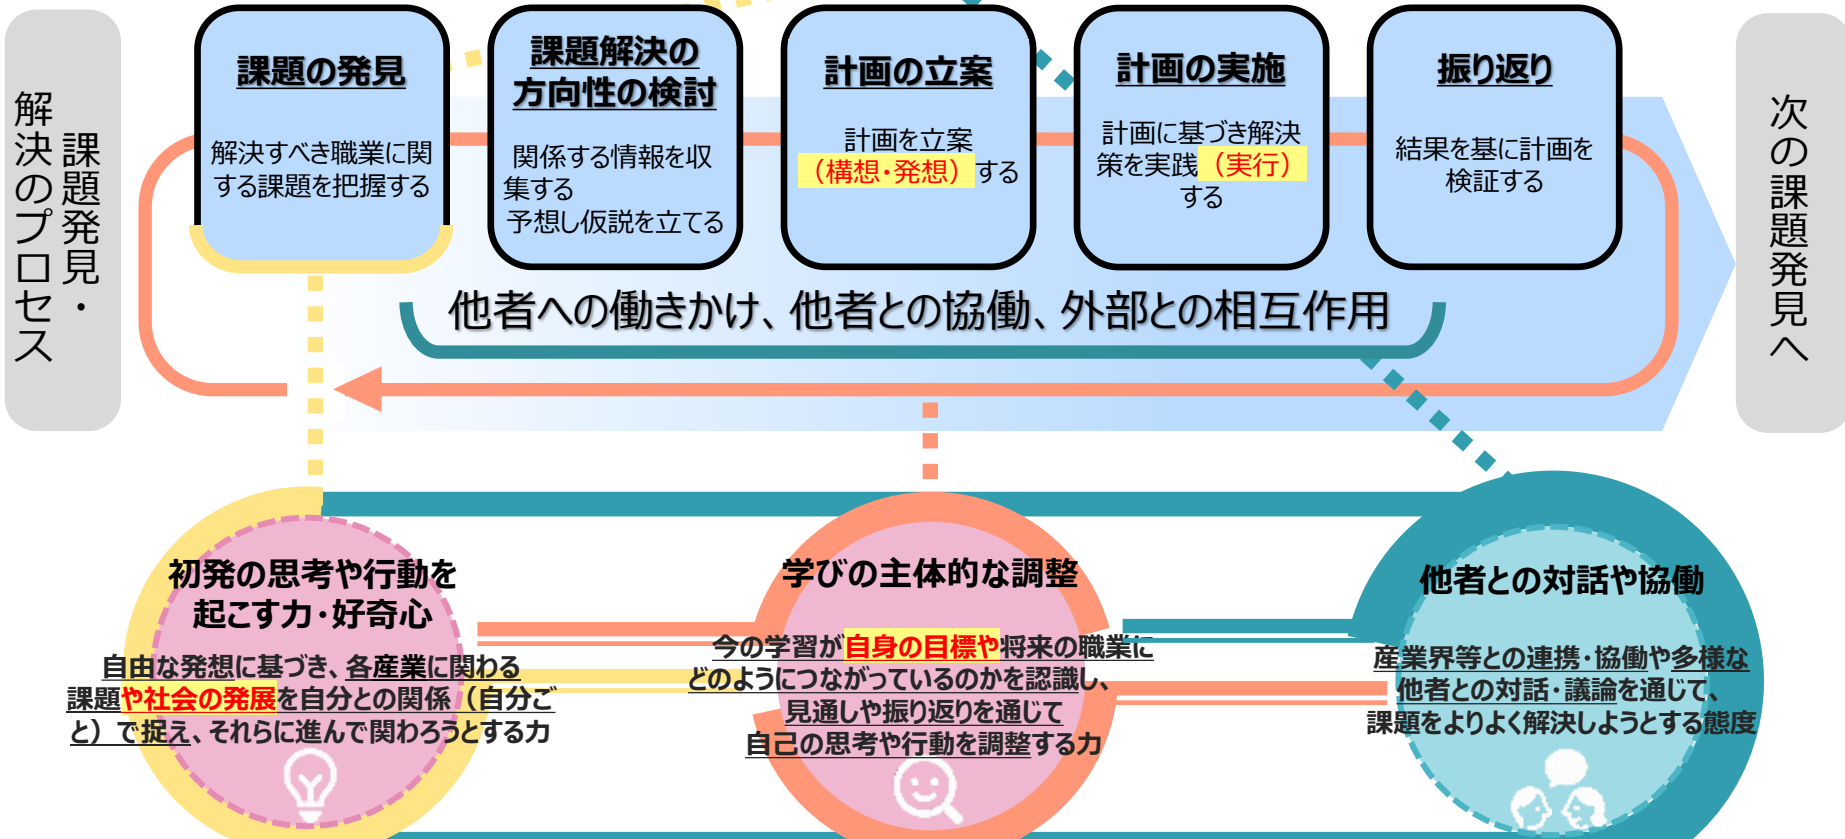 課題発見・
解決のプロセス
課題の発見
解決すべき職業に関
する課題を把握する
課題解決の
方向性の検討
関係する情報を収
集する
予想し仮説を立てる
計画の立案
計画を立案
（構想・発想）する
計画の実施
計画に基づき解決
策を実践（実行）
する
振り返り
結果を基に計画を
検証する
次の課題発見へ
他者への働きかけ、他者との協働、外部との相互作用
初発の思考や行動を
起こす力・好奇心
自由な発想に基づき、各産業に関わる
課題や社会の発展を自分との関係（自分ご
と）で捉え、それらに進んで関わろうとする力
学びの主体的な調整
今の学習が自身の目標や将来の職業に
どのようにつながっているのかを認識し、
見通しや振り返りを通じて
自己の思考や行動を調整する力
他者との対話や協働
産業界等との連携・協働や多様な
他者との対話・議論を通じて、
課題をよりよく解決しようとする態度